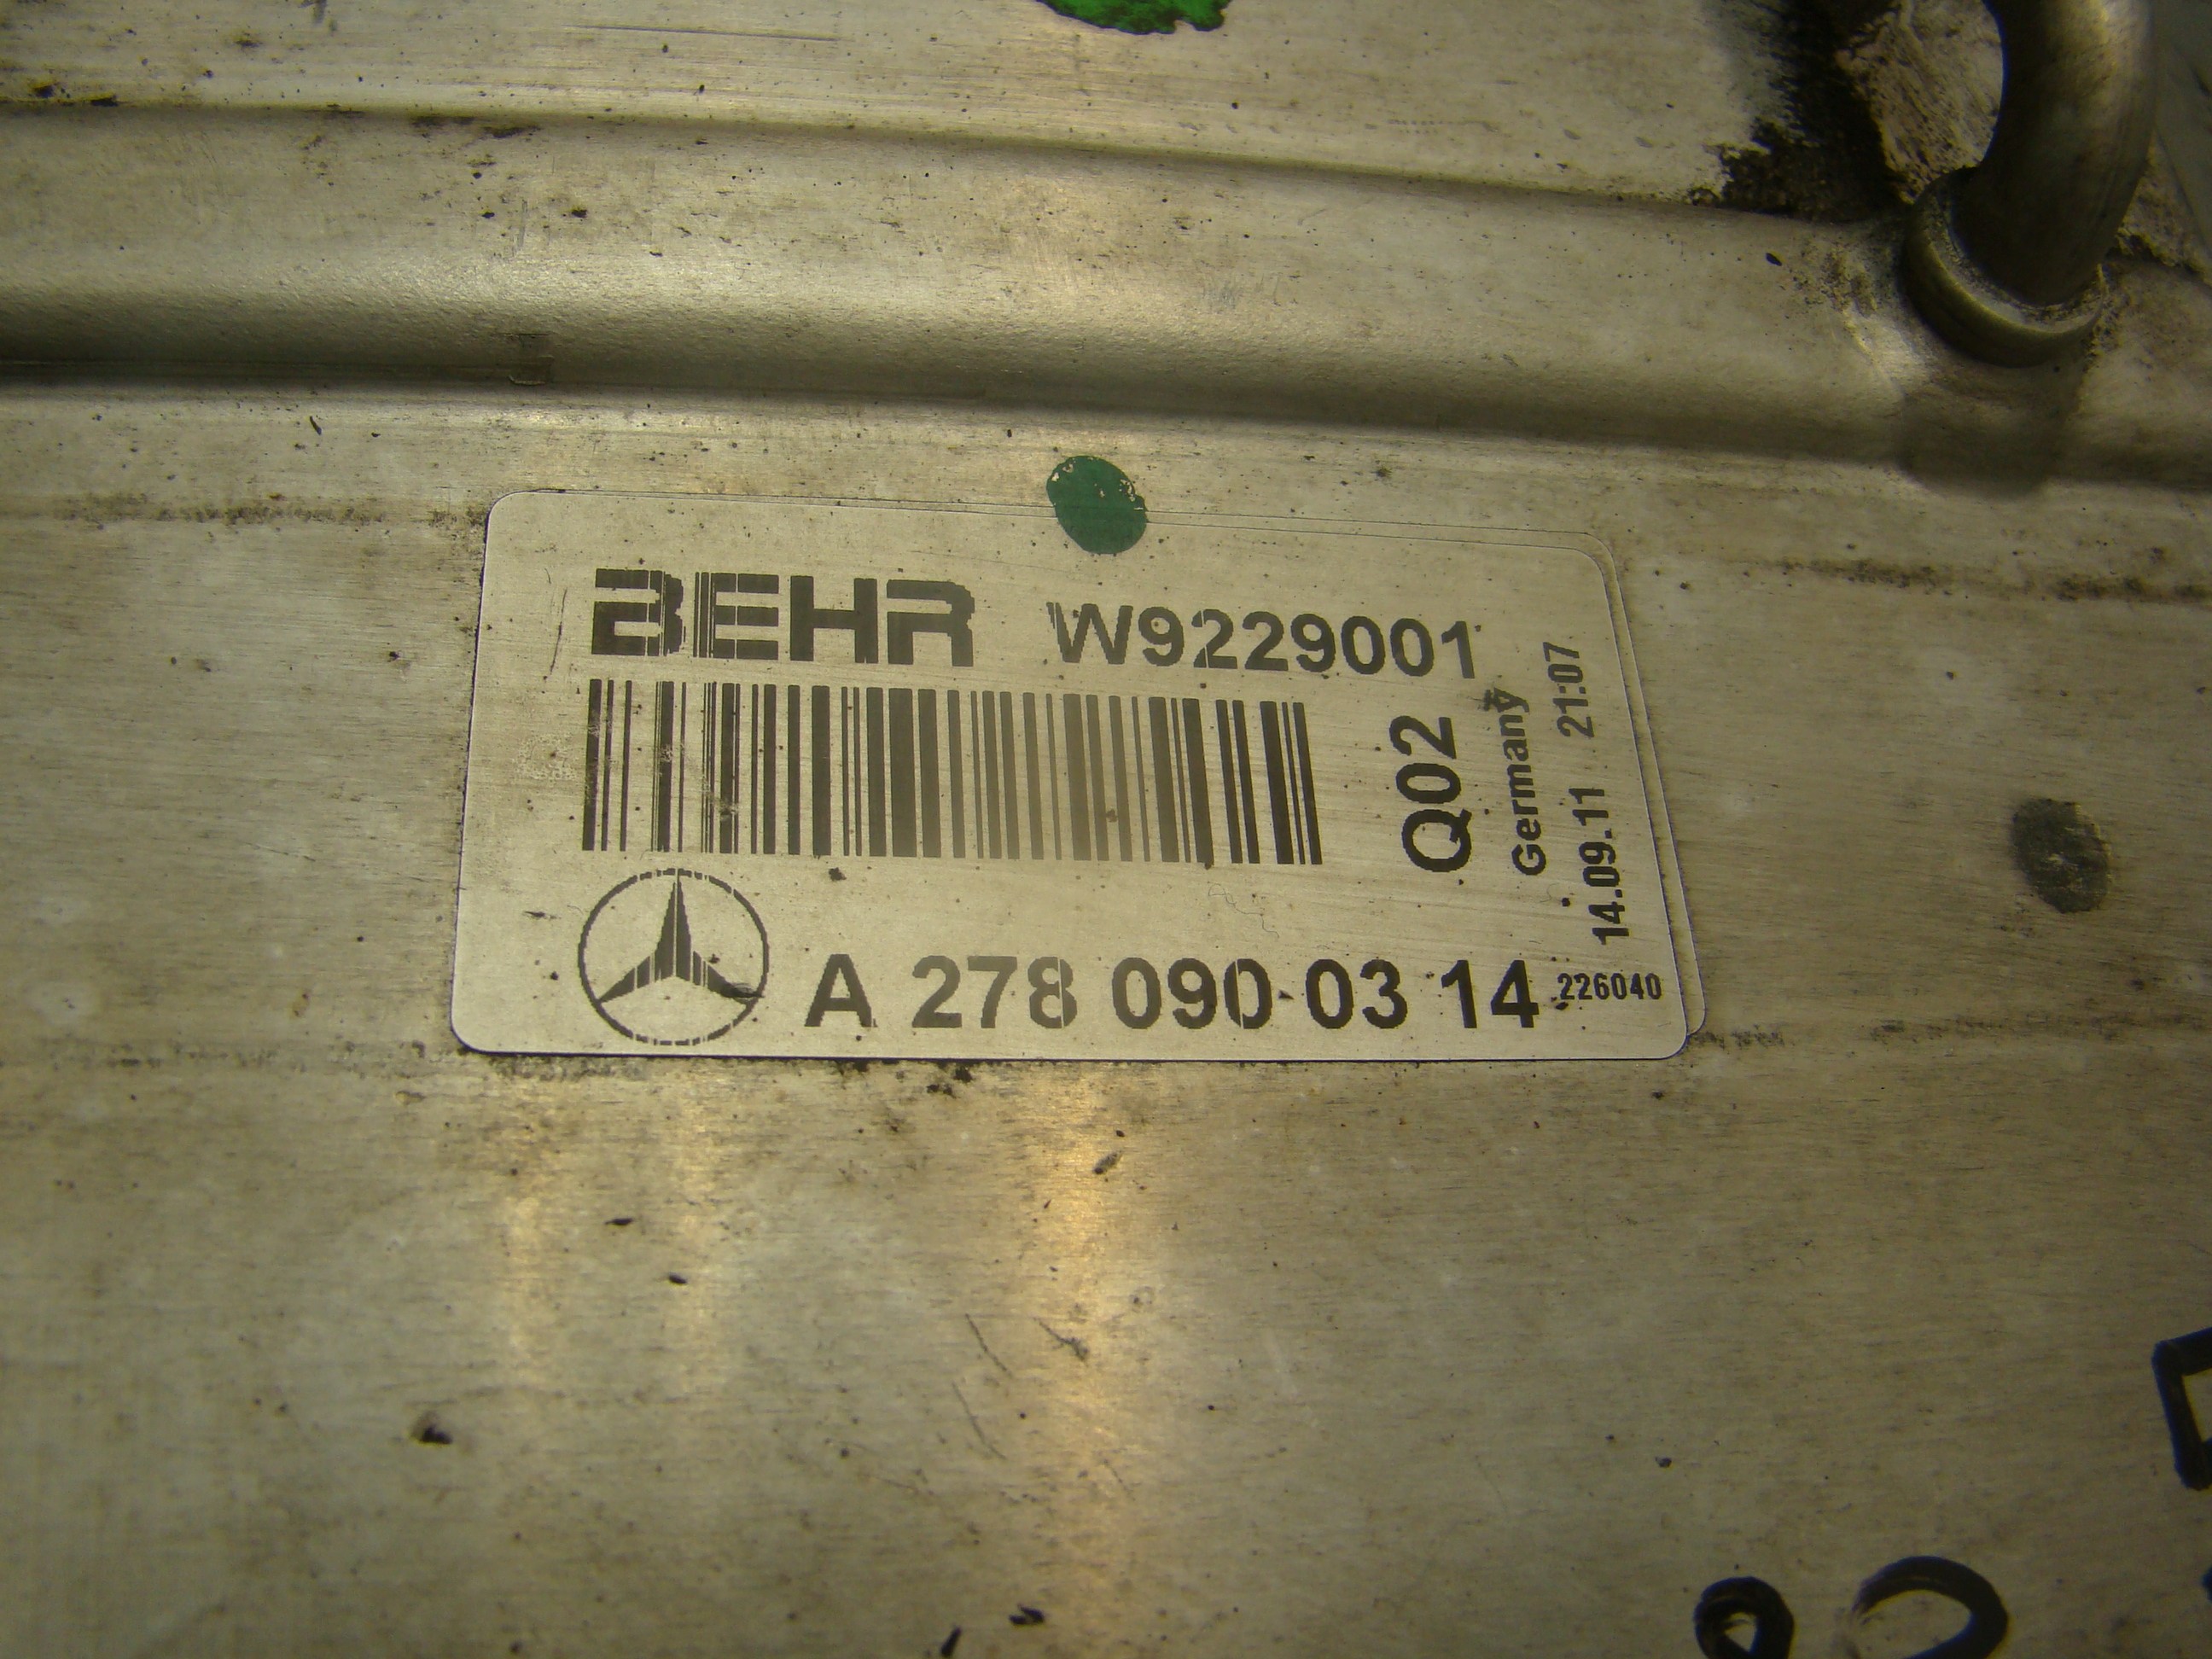 BEHR W9229001
Q02
Germany
14.09.11 21:07
A 278 090 03 14 226040